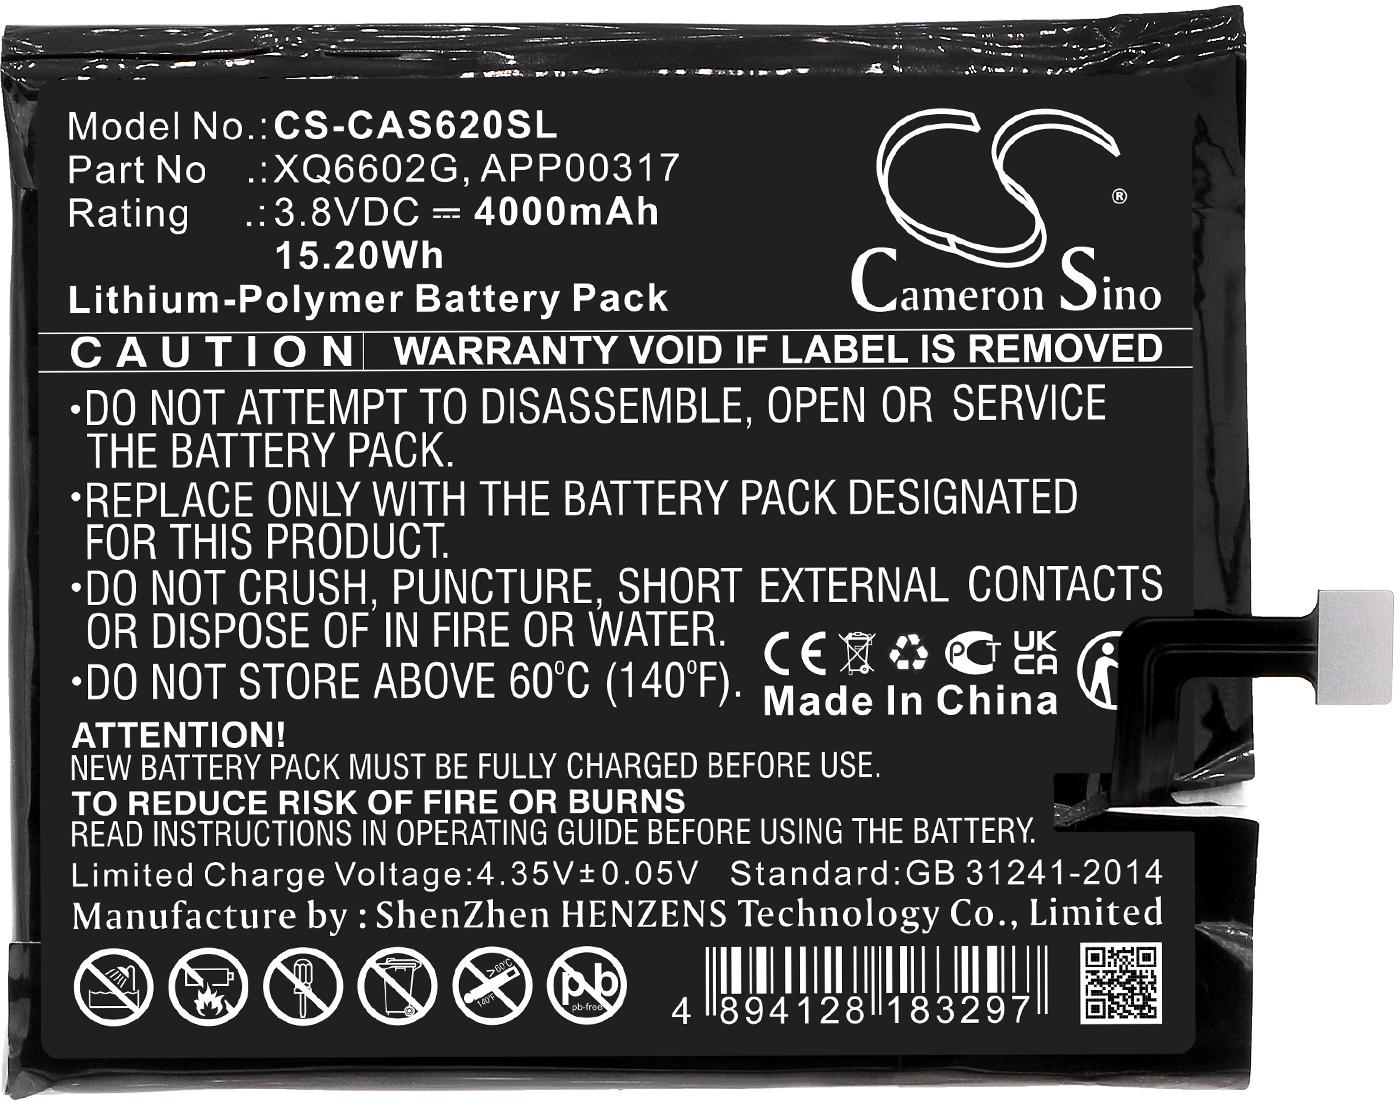 Model No.:CS-CAS620SL
Part No .:XQ6602G, APP00317
Rating .:3.8VDC ⎓ 4000mAh
15.20Wh
Lithium-Polymer Battery Pack
CS®
Cameron Sino
CAUTION WARRANTY VOID IF LABEL IS REMOVED
•DO NOT ATTEMPT TO DISASSEMBLE, OPEN OR SERVICE
THE BATTERY PACK.
•REPLACE ONLY WITH THE BATTERY PACK DESIGNATED
FOR THIS PRODUCT.
•DO NOT CRUSH, PUNCTURE, SHORT EXTERNAL CONTACTS
OR DISPOSE OF IN FIRE OR WATER.
•DO NOT STORE ABOVE 60°C (140°F).
CE PCT UK
CA
Made In China
ATTENTION!
NEW BATTERY PACK MUST BE FULLY CHARGED BEFORE USE.
TO REDUCE RISK OF FIRE OR BURNS
READ INSTRUCTIONS IN OPERATING GUIDE BEFORE USING THE BATTERY.
Limited Charge Voltage:4.35V±0.05V Standard:GB 31241-2014
Manufacture by : ShenZhen HENZENS Technology Co., Limited
>60°C
140°F
pb
pb-free
4 894128 183297